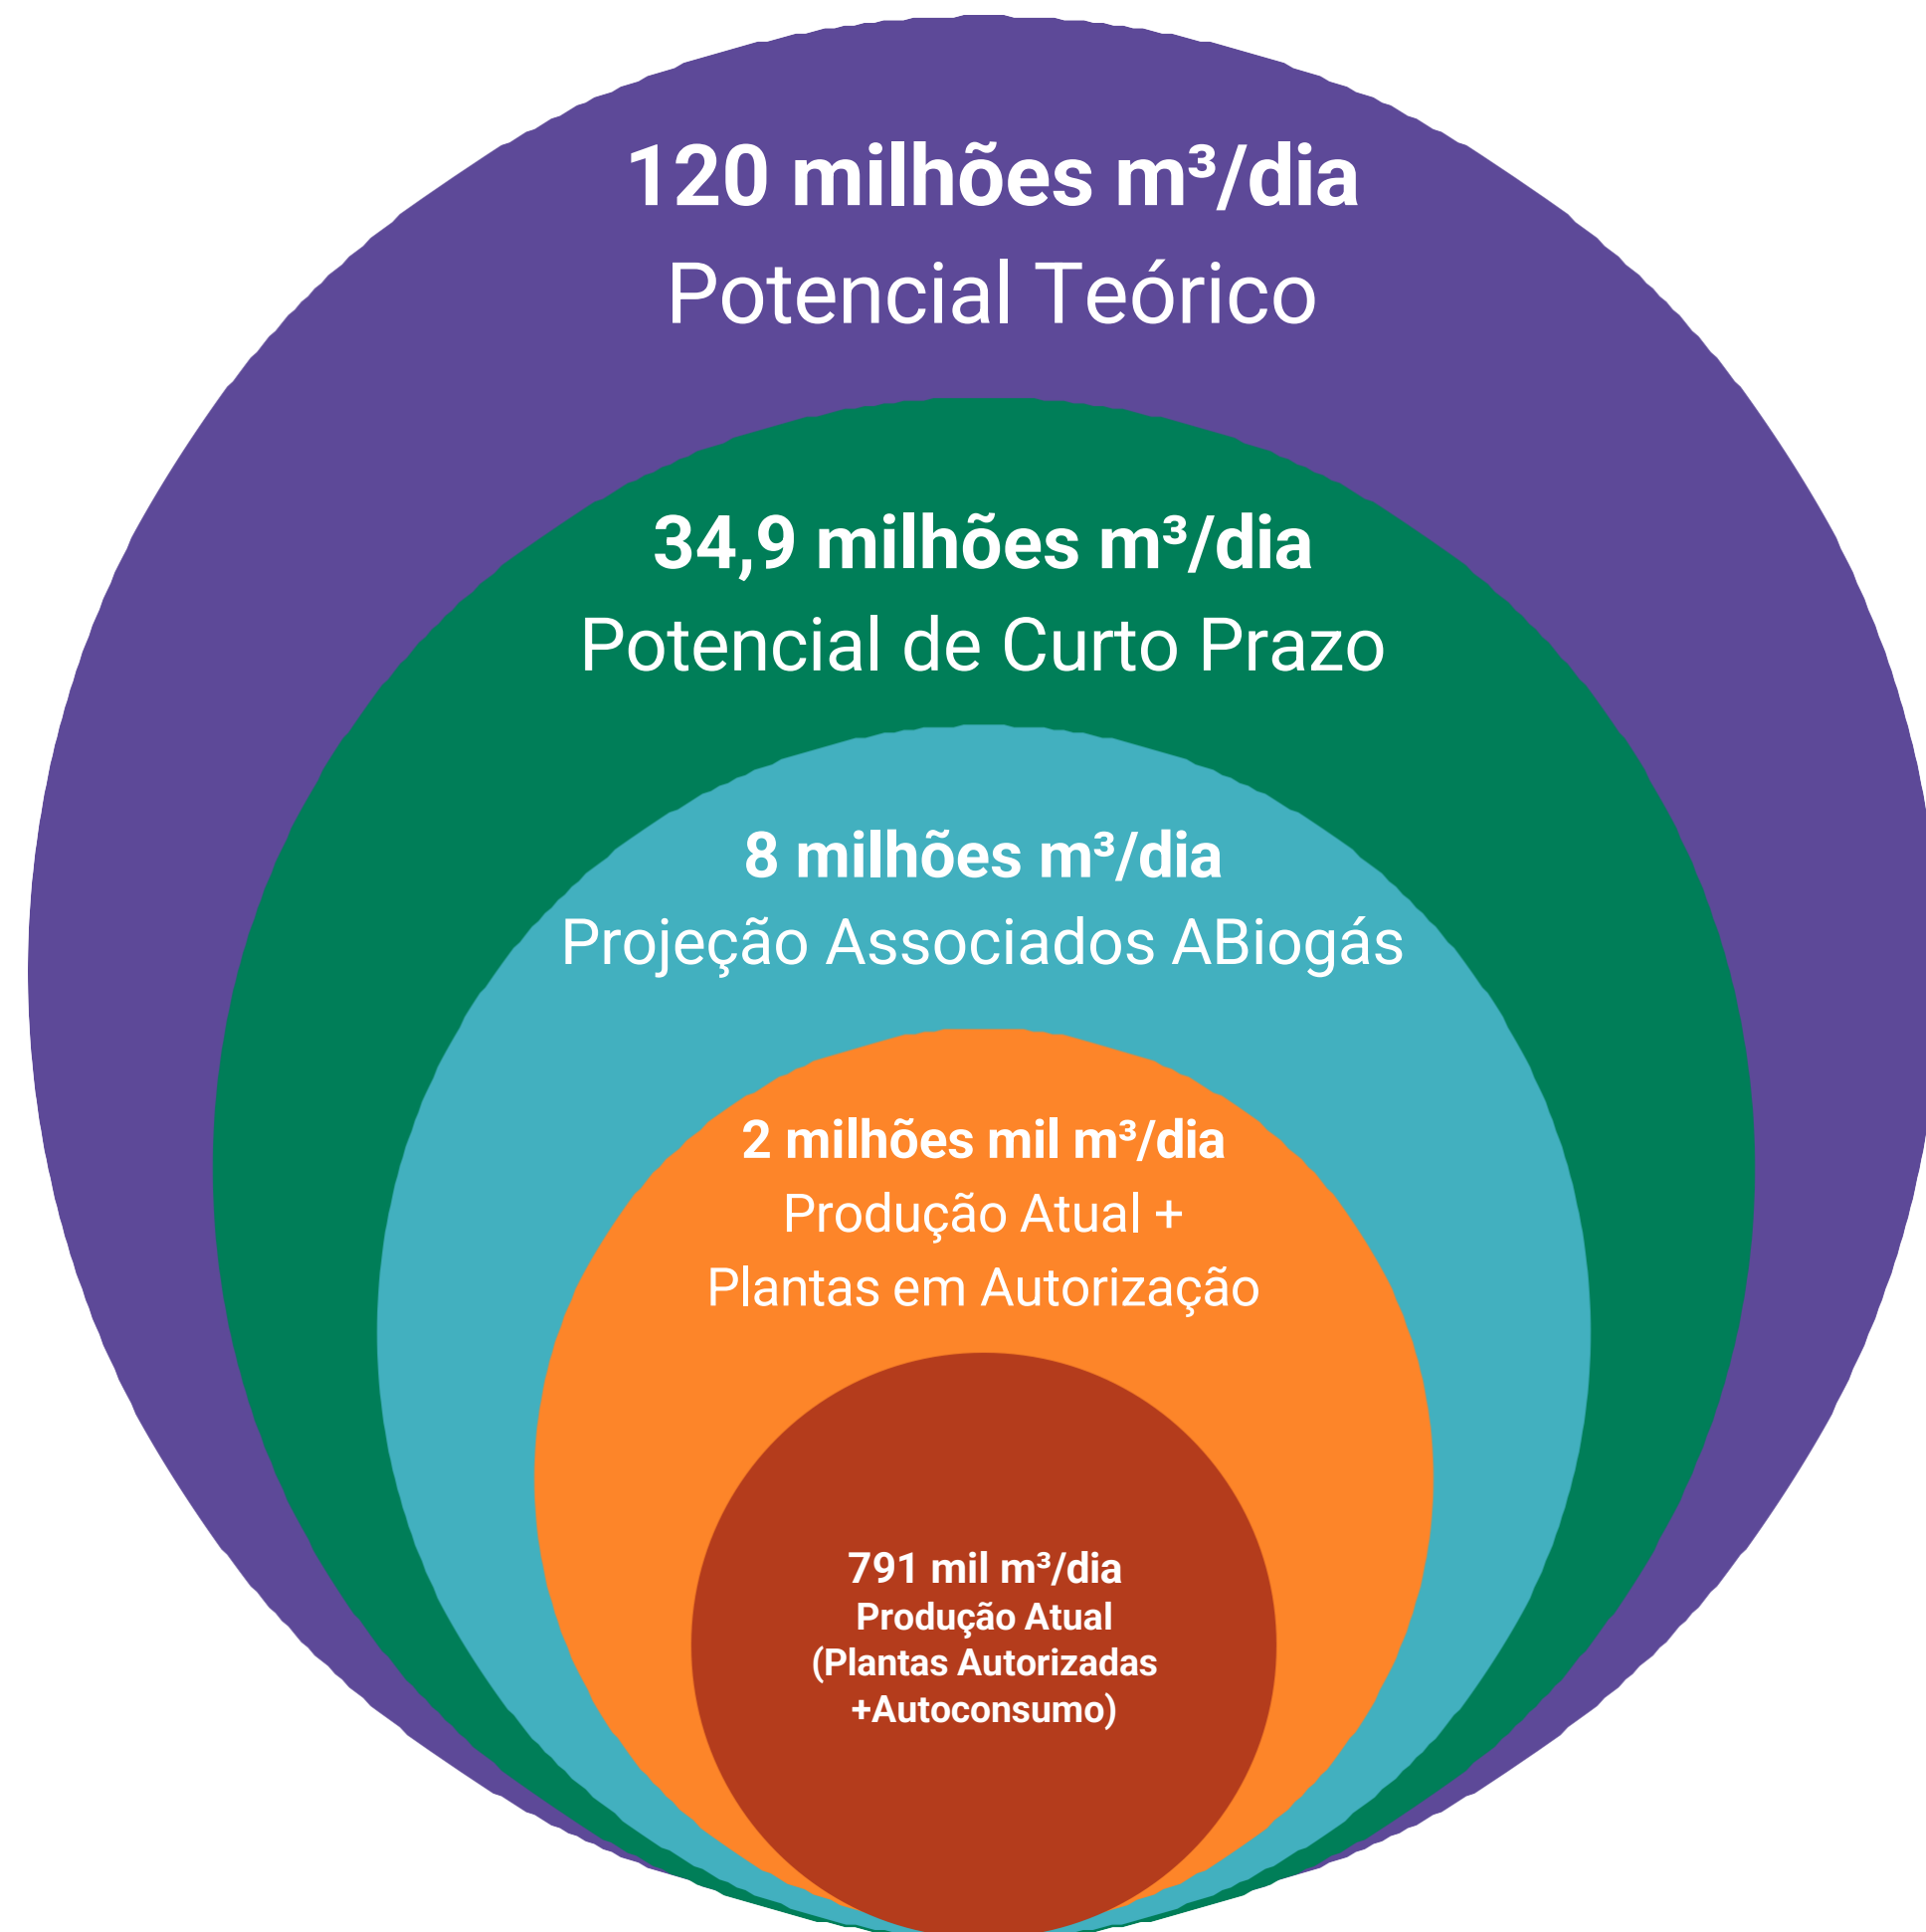 120 milhões m³/dia
Potencial Teórico
34,9 milhões m³/dia
Potencial de Curto Prazo
8 milhões m³/dia
Projeção Associados ABiogás
2 milhões mil m³/dia
Produção Atual +
Plantas em Autorização
791 mil m³/dia
Produção Atual
(Plantas Autorizadas
+Autoconsumo)